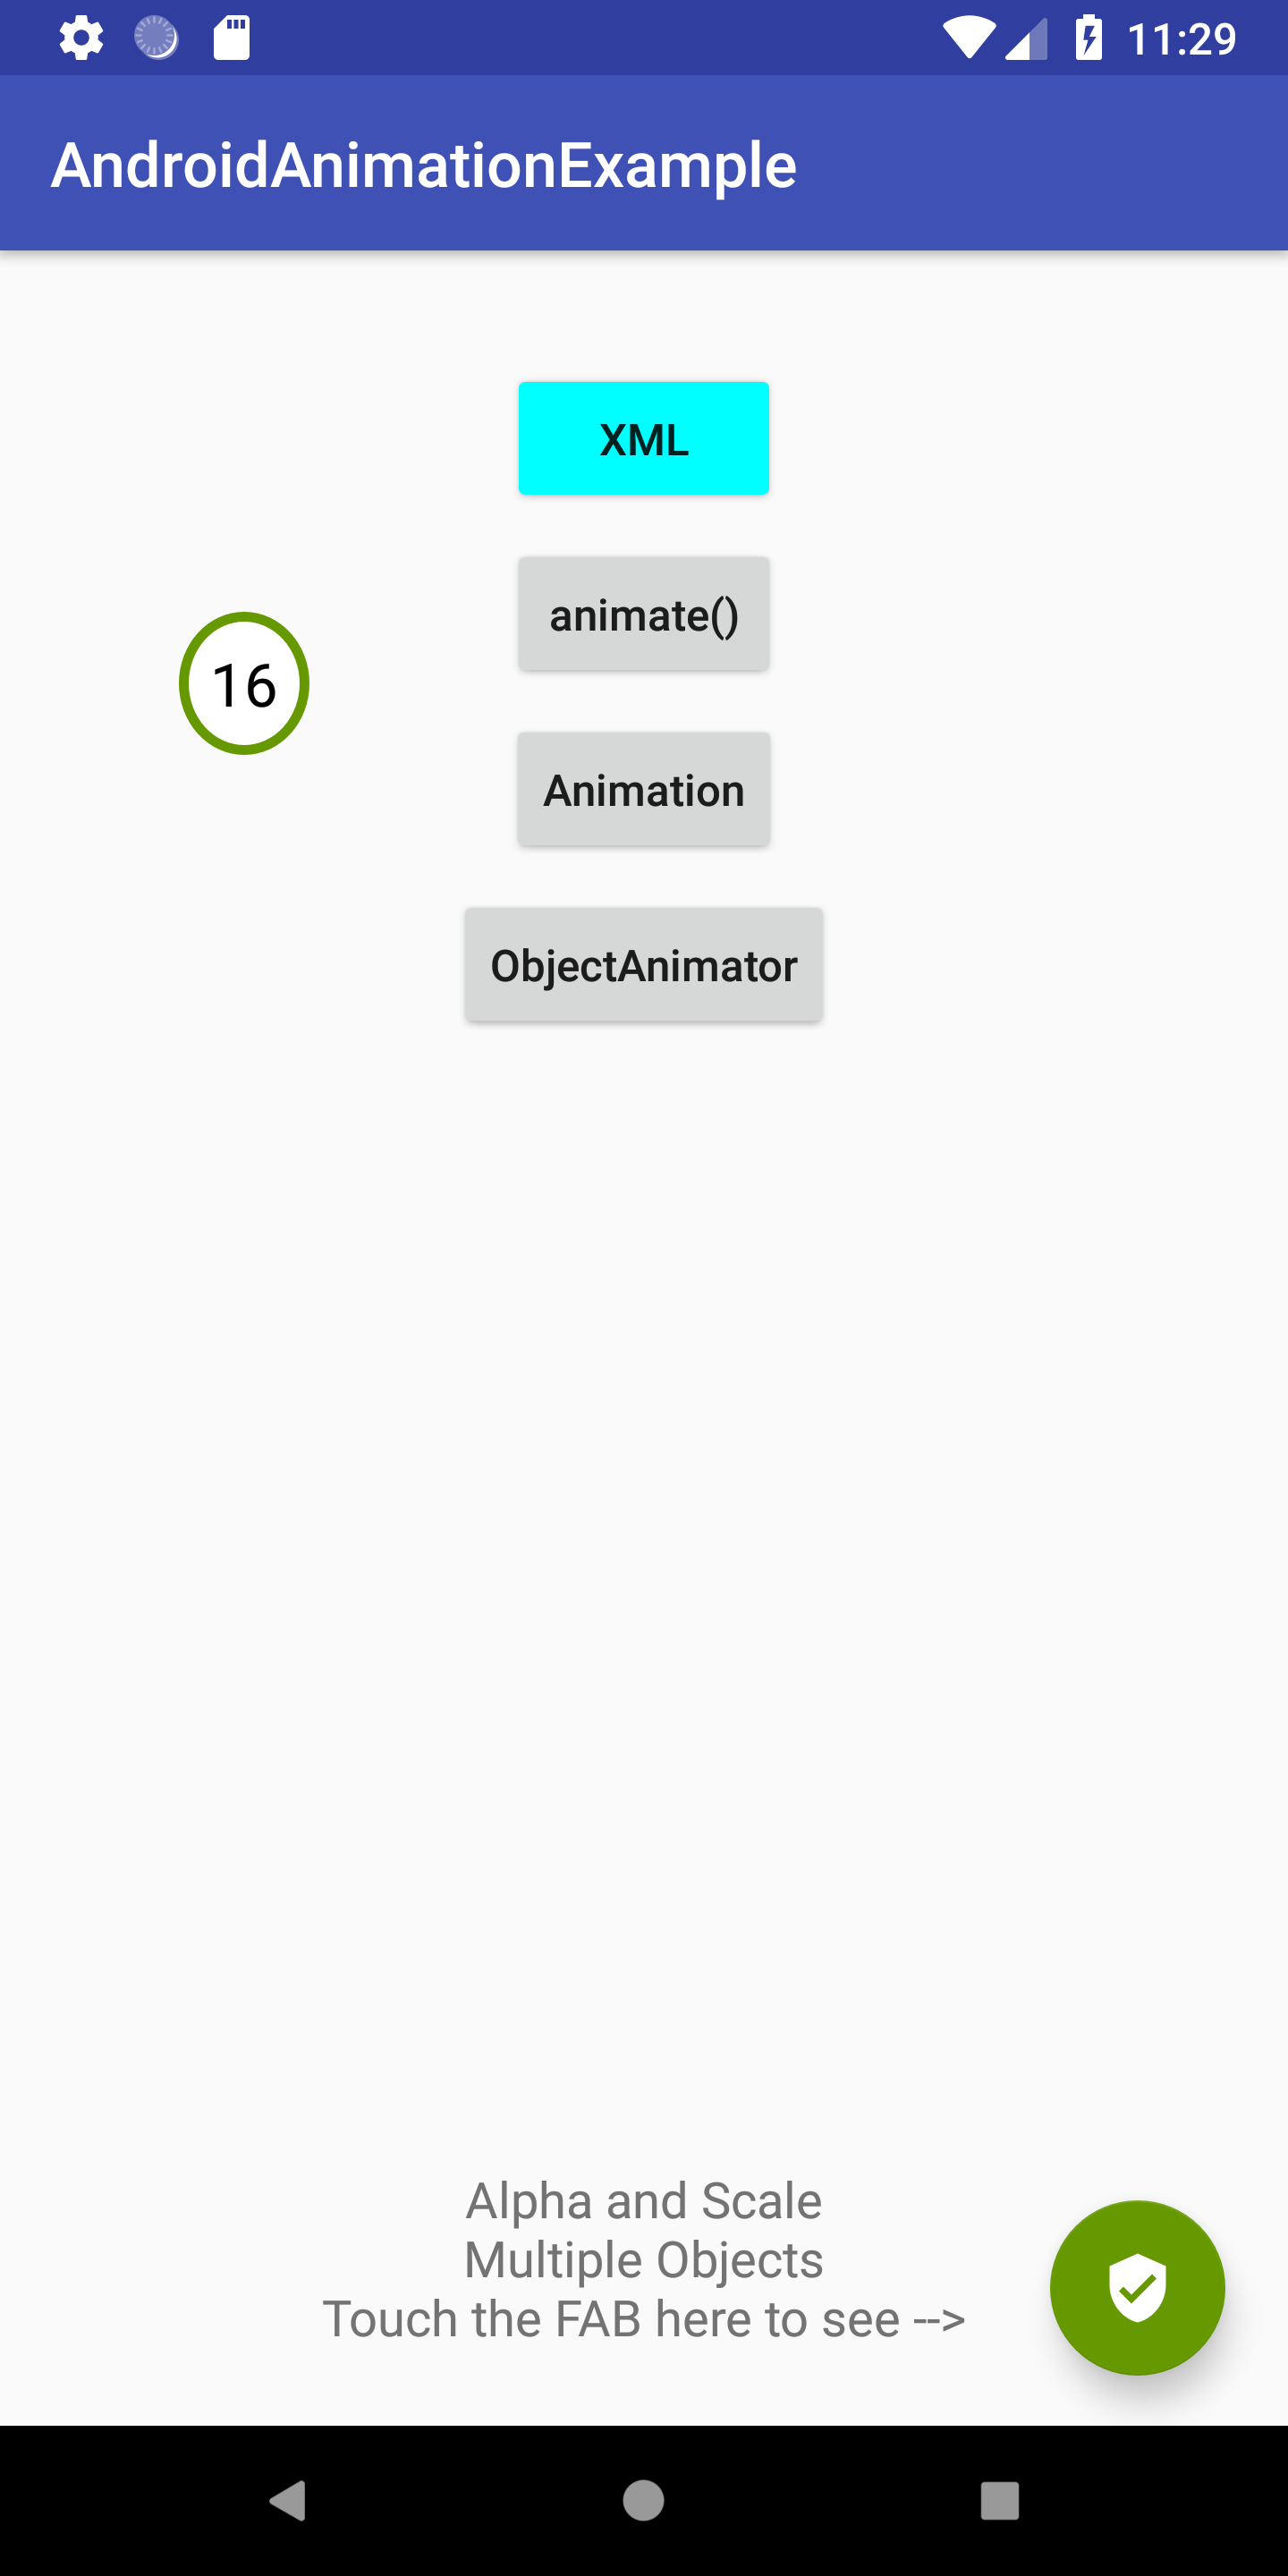 11:29
AndroidAnimationExample
XML
animate()
16
Animation
ObjectAnimator
Alpha and Scale
Multiple Objects
Touch the FAB here to see -->